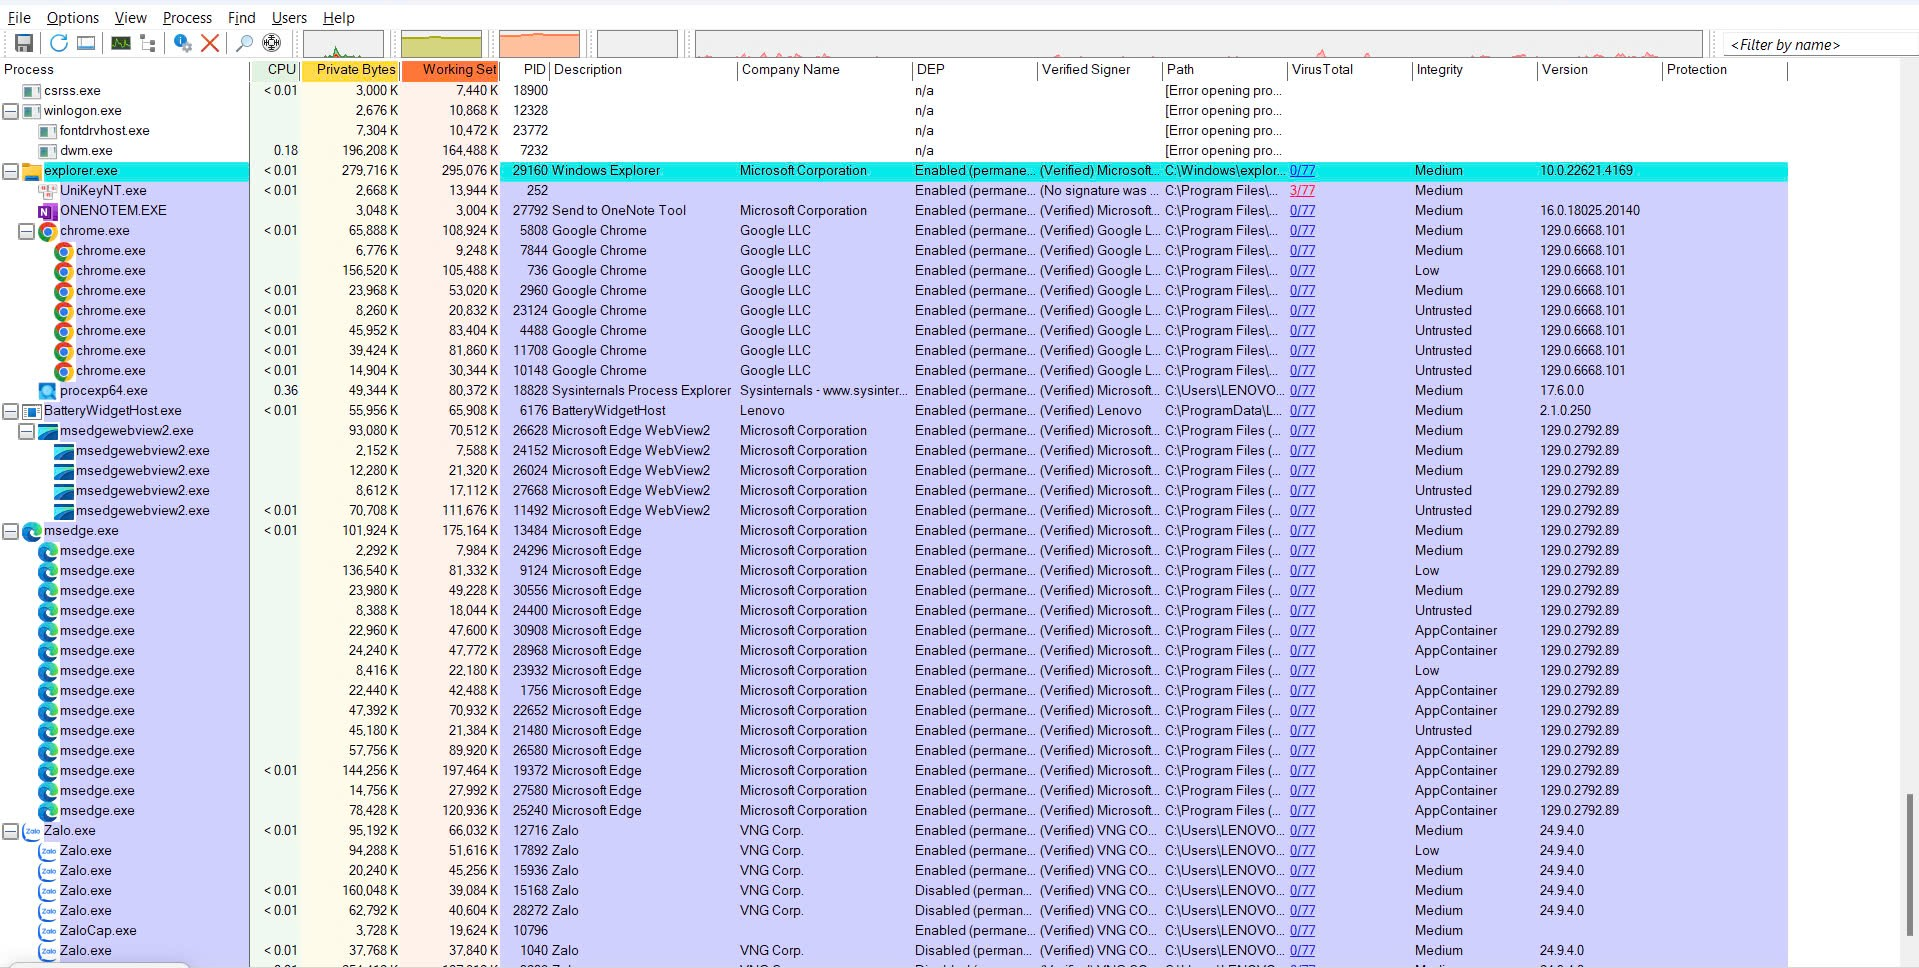 File Options View Process Find Users Help
<Filter by name>
Process CPU Private Bytes Working Set PID Description Company Name DEP Verified Signer Path VirusTotal Integrity Version Protection
csrss.exe < 0.01 3,000 K 7,440 K 18900 n/a [Error opening pro...
winlogon.exe 2,676 K 10,868 K 12328 n/a [Error opening pro...
fontdrvhost.exe 7,304 K 10,472 K 23772 n/a [Error opening pro...
dwm.exe 0.18 196,208 K 164,488 K 7232 n/a [Error opening pro...
explorer.exe < 0.01 279,716 K 295,076 K 29160 Windows Explorer Microsoft Corporation Enabled (permane... (Verified) Microsoft... C:\Windows\explor... 0/77 Medium 10.0.22621.4169
UniKeyNT.exe < 0.01 2,668 K 13,944 K 252 Enabled (permane... (No signature was ... C:\Program Files\... 3/77 Medium
ONENOTEM.EXE 3,048 K 3,004 K 27792 Send to OneNote Tool Microsoft Corporation Enabled (permane... (Verified) Microsoft... C:\Program Files\... 0/77 Medium 16.0.18025.20140
chrome.exe < 0.01 65,888 K 108,924 K 5808 Google Chrome Google LLC Enabled (permane... (Verified) Google L... C:\Program Files\... 0/77 Medium 129.0.6668.101
chrome.exe 6,776 K 9,248 K 7844 Google Chrome Google LLC Enabled (permane... (Verified) Google L... C:\Program Files\... 0/77 Medium 129.0.6668.101
chrome.exe 156,520 K 105,488 K 736 Google Chrome Google LLC Enabled (permane... (Verified) Google L... C:\Program Files\... 0/77 Low 129.0.6668.101
chrome.exe < 0.01 23,968 K 53,020 K 2960 Google Chrome Google LLC Enabled (permane... (Verified) Google L... C:\Program Files\... 0/77 Medium 129.0.6668.101
chrome.exe < 0.01 8,260 K 20,832 K 23124 Google Chrome Google LLC Enabled (permane... (Verified) Google L... C:\Program Files\... 0/77 Untrusted 129.0.6668.101
chrome.exe < 0.01 45,952 K 83,404 K 4488 Google Chrome Google LLC Enabled (permane... (Verified) Google L... C:\Program Files\... 0/77 Untrusted 129.0.6668.101
chrome.exe < 0.01 39,424 K 81,860 K 11708 Google Chrome Google LLC Enabled (permane... (Verified) Google L... C:\Program Files\... 0/77 Untrusted 129.0.6668.101
chrome.exe < 0.01 14,904 K 30,344 K 10148 Google Chrome Google LLC Enabled (permane... (Verified) Google L... C:\Program Files\... 0/77 Untrusted 129.0.6668.101
procexp64.exe 0.36 49,344 K 80,372 K 18828 Sysinternals Process Explorer Sysinternals - www.sysinter... Enabled (permane... (Verified) Microsoft... C:\Users\LENOVO... 0/77 Medium 17.6.0.0
BatteryWidgetHost.exe < 0.01 55,956 K 65,908 K 6176 BatteryWidgetHost Lenovo Enabled (permane... (Verified) Lenovo C:\ProgramData\L... 0/77 Medium 2.1.0.250
msedgewebview2.exe 93,080 K 70,512 K 26628 Microsoft Edge WebView2 Microsoft Corporation Enabled (permane... (Verified) Microsoft... C:\Program Files (... 0/77 Medium 129.0.2792.89
msedgewebview2.exe 2,152 K 7,588 K 24152 Microsoft Edge WebView2 Microsoft Corporation Enabled (permane... (Verified) Microsoft... C:\Program Files (... 0/77 Medium 129.0.2792.89
msedgewebview2.exe 12,280 K 21,320 K 26024 Microsoft Edge WebView2 Microsoft Corporation Enabled (permane... (Verified) Microsoft... C:\Program Files (... 0/77 Medium 129.0.2792.89
msedgewebview2.exe 8,612 K 17,112 K 27668 Microsoft Edge WebView2 Microsoft Corporation Enabled (permane... (Verified) Microsoft... C:\Program Files (... 0/77 Untrusted 129.0.2792.89
msedgewebview2.exe < 0.01 70,708 K 111,676 K 11492 Microsoft Edge WebView2 Microsoft Corporation Enabled (permane... (Verified) Microsoft... C:\Program Files (... 0/77 Untrusted 129.0.2792.89
msedge.exe < 0.01 101,924 K 175,164 K 13484 Microsoft Edge Microsoft Corporation Enabled (permane... (Verified) Microsoft... C:\Program Files (... 0/77 Medium 129.0.2792.89
msedge.exe 2,292 K 7,984 K 24296 Microsoft Edge Microsoft Corporation Enabled (permane... (Verified) Microsoft... C:\Program Files (... 0/77 Medium 129.0.2792.89
msedge.exe 136,540 K 81,332 K 9124 Microsoft Edge Microsoft Corporation Enabled (permane... (Verified) Microsoft... C:\Program Files (... 0/77 Low 129.0.2792.89
msedge.exe 23,980 K 49,228 K 30556 Microsoft Edge Microsoft Corporation Enabled (permane... (Verified) Microsoft... C:\Program Files (... 0/77 Medium 129.0.2792.89
msedge.exe 8,388 K 18,044 K 24400 Microsoft Edge Microsoft Corporation Enabled (permane... (Verified) Microsoft... C:\Program Files (... 0/77 Untrusted 129.0.2792.89
msedge.exe 22,960 K 47,600 K 30908 Microsoft Edge Microsoft Corporation Enabled (permane... (Verified) Microsoft... C:\Program Files (... 0/77 AppContainer 129.0.2792.89
msedge.exe 24,240 K 47,772 K 28968 Microsoft Edge Microsoft Corporation Enabled (permane... (Verified) Microsoft... C:\Program Files (... 0/77 AppContainer 129.0.2792.89
msedge.exe 8,416 K 22,180 K 23932 Microsoft Edge Microsoft Corporation Enabled (permane... (Verified) Microsoft... C:\Program Files (... 0/77 Low 129.0.2792.89
msedge.exe 22,440 K 42,488 K 1756 Microsoft Edge Microsoft Corporation Enabled (permane... (Verified) Microsoft... C:\Program Files (... 0/77 AppContainer 129.0.2792.89
msedge.exe 47,392 K 70,932 K 22652 Microsoft Edge Microsoft Corporation Enabled (permane... (Verified) Microsoft... C:\Program Files (... 0/77 AppContainer 129.0.2792.89
msedge.exe 45,180 K 21,384 K 21480 Microsoft Edge Microsoft Corporation Enabled (permane... (Verified) Microsoft... C:\Program Files (... 0/77 Untrusted 129.0.2792.89
msedge.exe 57,756 K 89,920 K 26580 Microsoft Edge Microsoft Corporation Enabled (permane... (Verified) Microsoft... C:\Program Files (... 0/77 AppContainer 129.0.2792.89
msedge.exe < 0.01 144,256 K 197,464 K 19372 Microsoft Edge Microsoft Corporation Enabled (permane... (Verified) Microsoft... C:\Program Files (... 0/77 AppContainer 129.0.2792.89
msedge.exe 14,756 K 27,992 K 27580 Microsoft Edge Microsoft Corporation Enabled (permane... (Verified) Microsoft... C:\Program Files (... 0/77 AppContainer 129.0.2792.89
msedge.exe 78,428 K 120,936 K 25240 Microsoft Edge Microsoft Corporation Enabled (permane... (Verified) Microsoft... C:\Program Files (... 0/77 AppContainer 129.0.2792.89
Zalo.exe < 0.01 95,192 K 66,032 K 12716 Zalo VNG Corp. Enabled (permane... (Verified) VNG CO... C:\Users\LENOVO... 0/77 Medium 24.9.4.0
Zalo.exe 94,288 K 51,616 K 17892 Zalo VNG Corp. Enabled (permane... (Verified) VNG CO... C:\Users\LENOVO... 0/77 Low 24.9.4.0
Zalo.exe 20,240 K 45,256 K 15936 Zalo VNG Corp. Enabled (permane... (Verified) VNG CO... C:\Users\LENOVO... 0/77 Medium 24.9.4.0
Zalo.exe < 0.01 160,048 K 39,084 K 15168 Zalo VNG Corp. Disabled (perman... (Verified) VNG CO... C:\Users\LENOVO... 0/77 Medium 24.9.4.0
Zalo.exe < 0.01 62,792 K 40,604 K 28272 Zalo VNG Corp. Disabled (perman... (Verified) VNG CO... C:\Users\LENOVO... 0/77 Medium 24.9.4.0
ZaloCap.exe 3,728 K 19,624 K 10796 Enabled (permane... (Verified) VNG CO... C:\Users\LENOVO... 0/77 Medium
Zalo.exe < 0.01 37,768 K 37,840 K 1040 Zalo VNG Corp. Disabled (perman... (Verified) VNG CO... C:\Users\LENOVO... 0/77 Medium 24.9.4.0